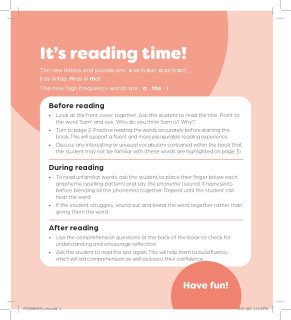 It's reading time!
The new letters and sounds are: s as in sun, a as in ant,
t as in tap, m as in mat.
The new high frequency words are: a the I
Before reading
• Look at the front cover together. Ask the student to read the title. Point to
the word 'Sam' and ask, 'Who do you think Sam is? Why?'
• Turn to page 2. Practise reading the words accurately before starting the
book. This will support a fluent and more pleasurable reading experience.
• Discuss any interesting or unusual vocabulary contained within the book that
the student may not be familiar with (these words are highlighted on page 3).
During reading
• To read unfamiliar words, ask the student to place their finger below each
grapheme (spelling pattern) and say the phoneme (sound) it represents
before blending all the phonemes together. Repeat until the student can
hear the word.
• If the student struggles, sound out and blend the word together rather than
giving them the word.
After reading
• Use the comprehension questions at the back of the book to check for
understanding and encourage reflection.
• Ask the student to read the text again. This will help them to build fluency,
which will aid comprehension as well as boost their confidence.
Have fun!